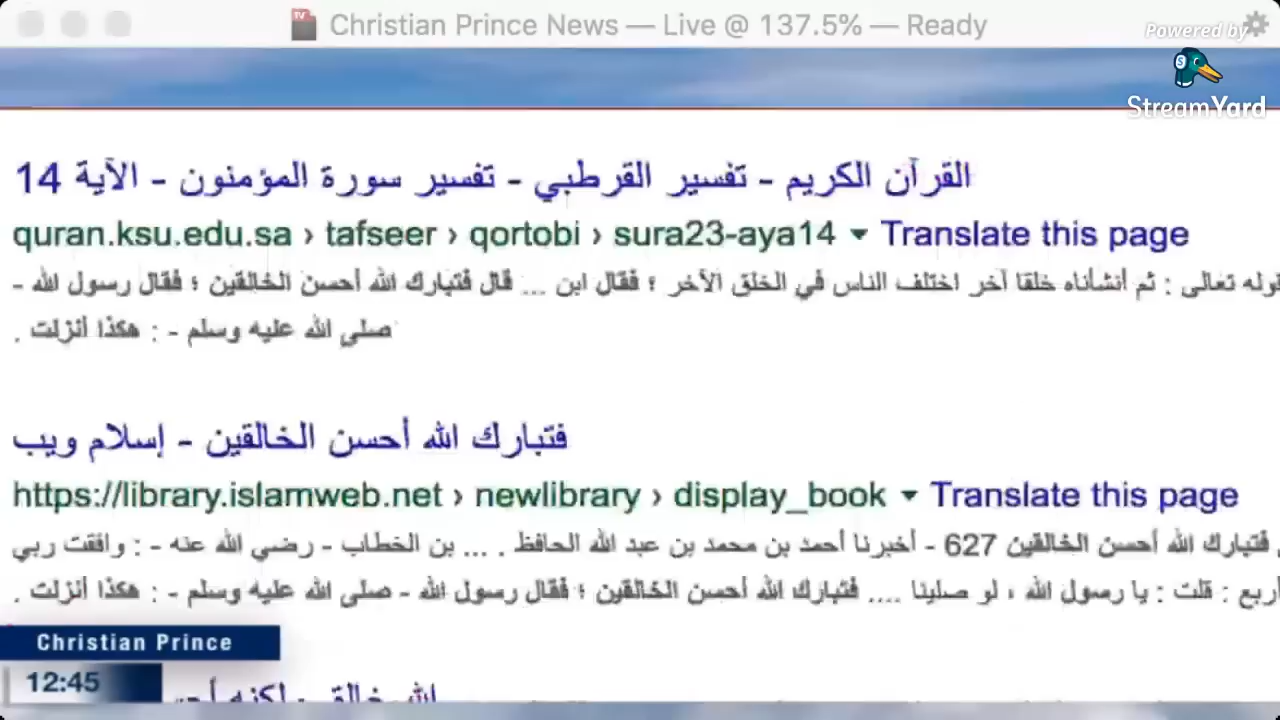 Christian Prince News — Live @ 137.5% — Ready
Powered by
StreamYard
القرآن الكريم - تفسير القرطبي - تفسير سورة المؤمنون - الآية 14
quran.ksu.edu.sa › tafseer › qortobi › sura23-aya14 ▾ Translate this page
قوله تعالى : ثم أنشأناه خلقا آخر اختلف الناس في الخلق الآخر ؛ فقال ابن ... قال فتبارك الله أحسن الخالقين ؛ فقال رسول الله -
صلى الله عليه وسلم - : هكذا أنزلت .
فتبارك الله أحسن الخالقين - إسلام ويب
https://library.islamweb.net › newlibrary › display_book ▾ Translate this page
فتبارك الله أحسن الخالقين 627 - أخبرنا أحمد بن محمد بن عبد الله الحافظ . ... بن الخطاب - رضي الله عنه - : وافقت ربي
أربع : قلت : يا رسول الله ، لو صلينا .... فتبارك الله أحسن الخالقين ؛ فقال رسول الله - صلى الله عليه وسلم - : هكذا أنزلت .
Christian Prince
12:45
الله خالق - لكنه